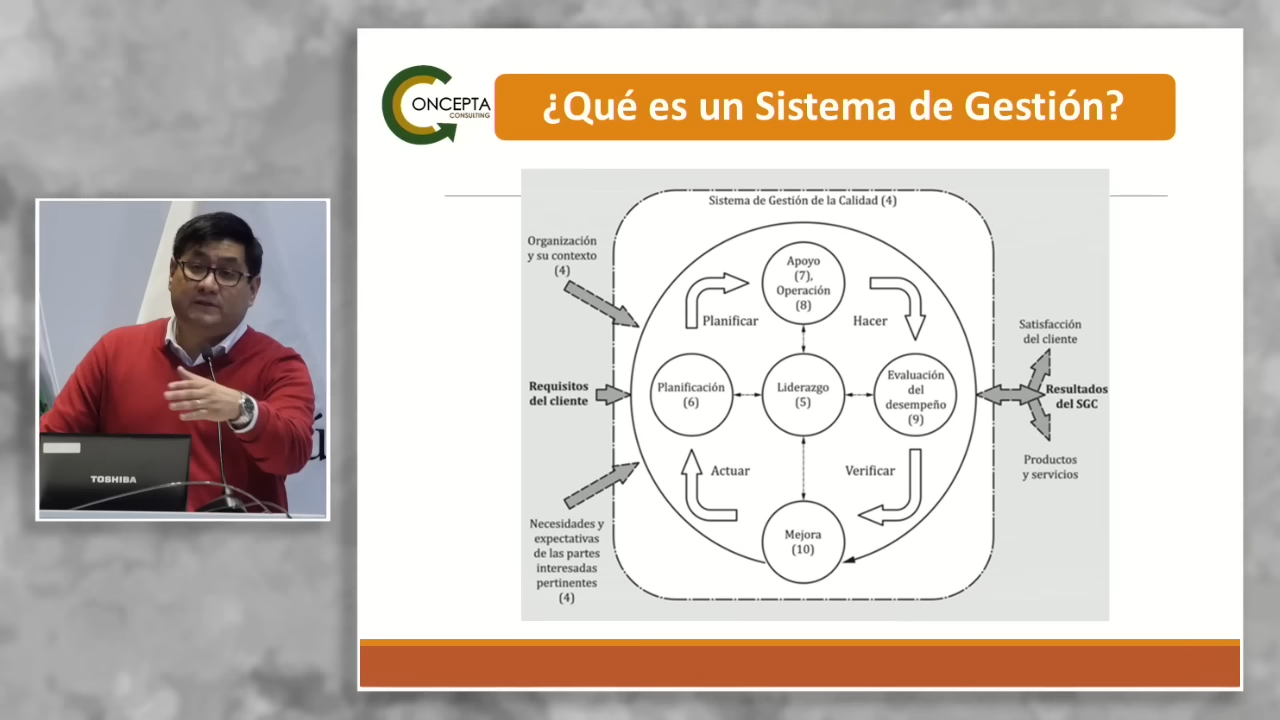 ONCEPTA
CONSULTING
¿Qué es un Sistema de Gestión?
Sistema de Gestión de la Calidad (4)
Organización
y su contexto
(4)
Apoyo
(7),
Operación
(8)
Planificar
Hacer
Satisfacción
del cliente
Requisitos
del cliente
Planificación
(6)
Liderazgo
(5)
Evaluación
del
desempeño
(9)
Resultados
del SGC
Actuar
Verificar
Productos
y servicios
Necesidades y
expectativas
de las partes
interesadas
pertinentes
(4)
Mejora
(10)
TOSHIBA